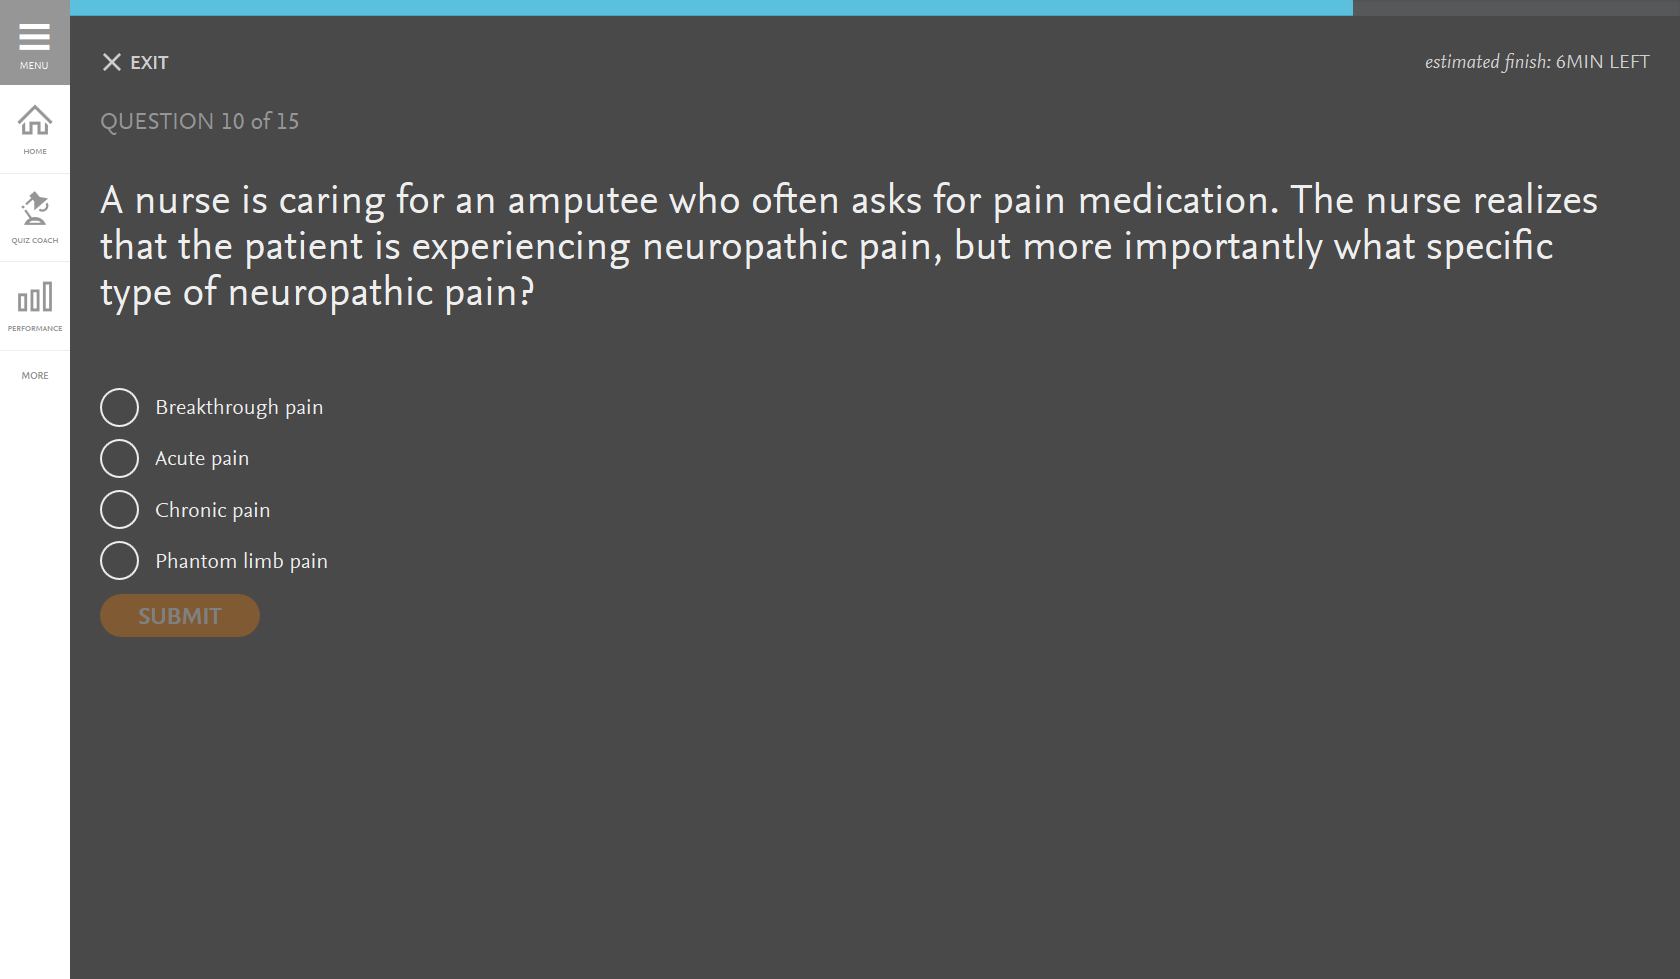 MENU
HOME
QUIZ COACH
PERFORMANCE
MORE
EXIT
estimated finish: 6MIN LEFT
QUESTION 10 of 15
A nurse is caring for an amputee who often asks for pain medication. The nurse realizes
that the patient is experiencing neuropathic pain, but more importantly what specific
type of neuropathic pain?
Breakthrough pain
Acute pain
Chronic pain
Phantom limb pain
SUBMIT